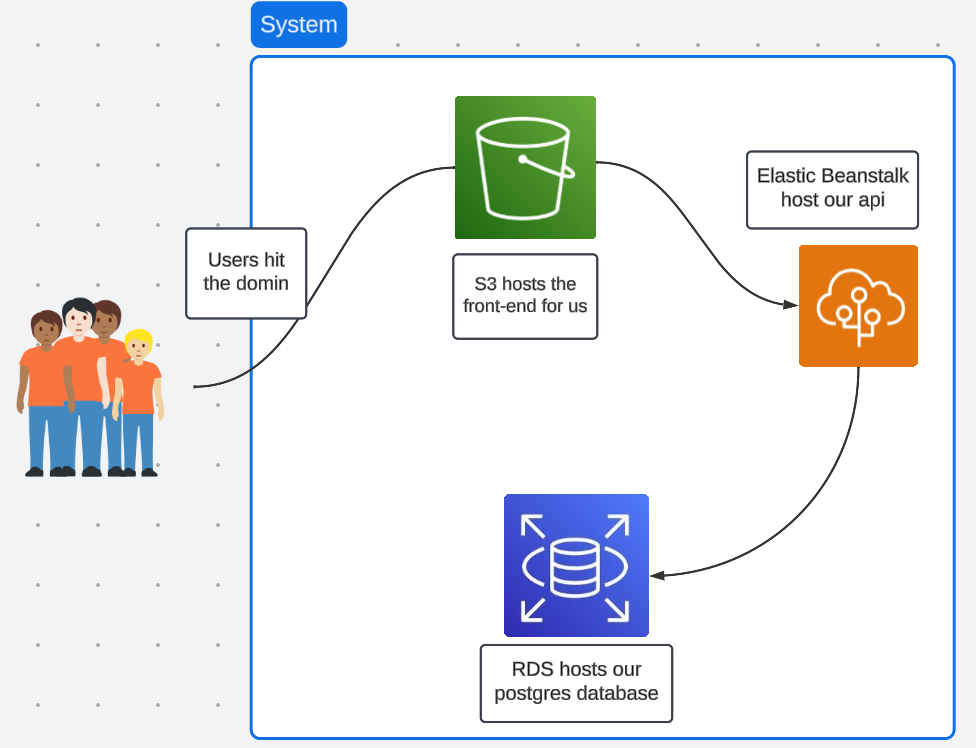 System
Users hit
the domin
S3 hosts the
front-end for us
Elastic Beanstalk
host our api
RDS hosts our
postgres database